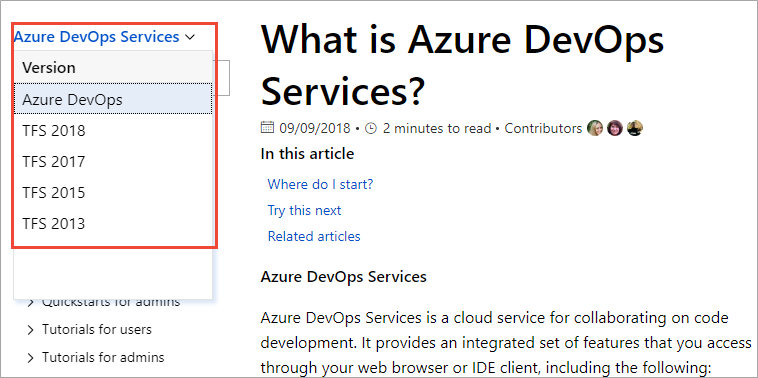 Azure DevOps Services
Version
Azure DevOps
TFS 2018
TFS 2017
TFS 2015
TFS 2013
Quickstarts for admins
Tutorials for users
Tutorials for admins
What is Azure DevOps
Services?
09/09/2018 • 2 minutes to read • Contributors
In this article
Where do I start?
Try this next
Related articles
Azure DevOps Services
Azure DevOps Services is a cloud service for collaborating on code
development. It provides an integrated set of features that you access
through your web browser or IDE client, including the following: